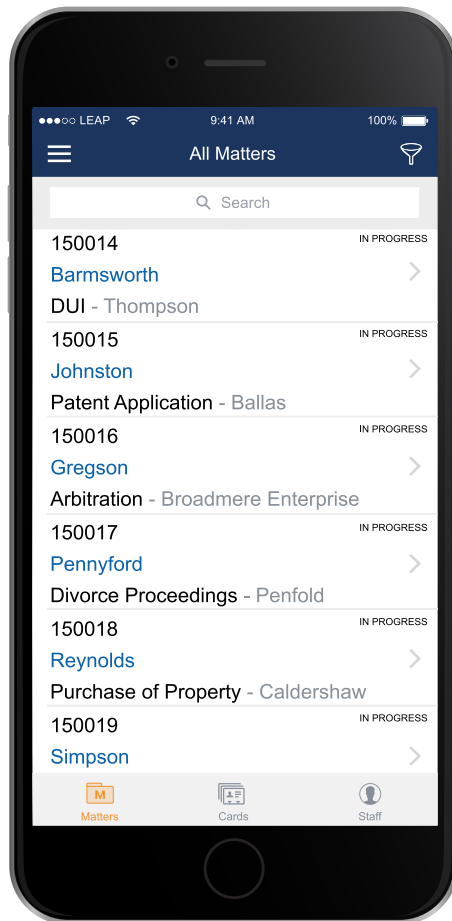 LEAP 9:41 AM 100%
All Matters
Search
150014 IN PROGRESS
Barmsworth
DUI - Thompson
150015 IN PROGRESS
Johnston
Patent Application - Ballas
150016 IN PROGRESS
Gregson
Arbitration - Broadmere Enterprise
150017 IN PROGRESS
Pennyford
Divorce Proceedings - Penfold
150018 IN PROGRESS
Reynolds
Purchase of Property - Caldershaw
150019 IN PROGRESS
Simpson
M
Matters Cards Staff